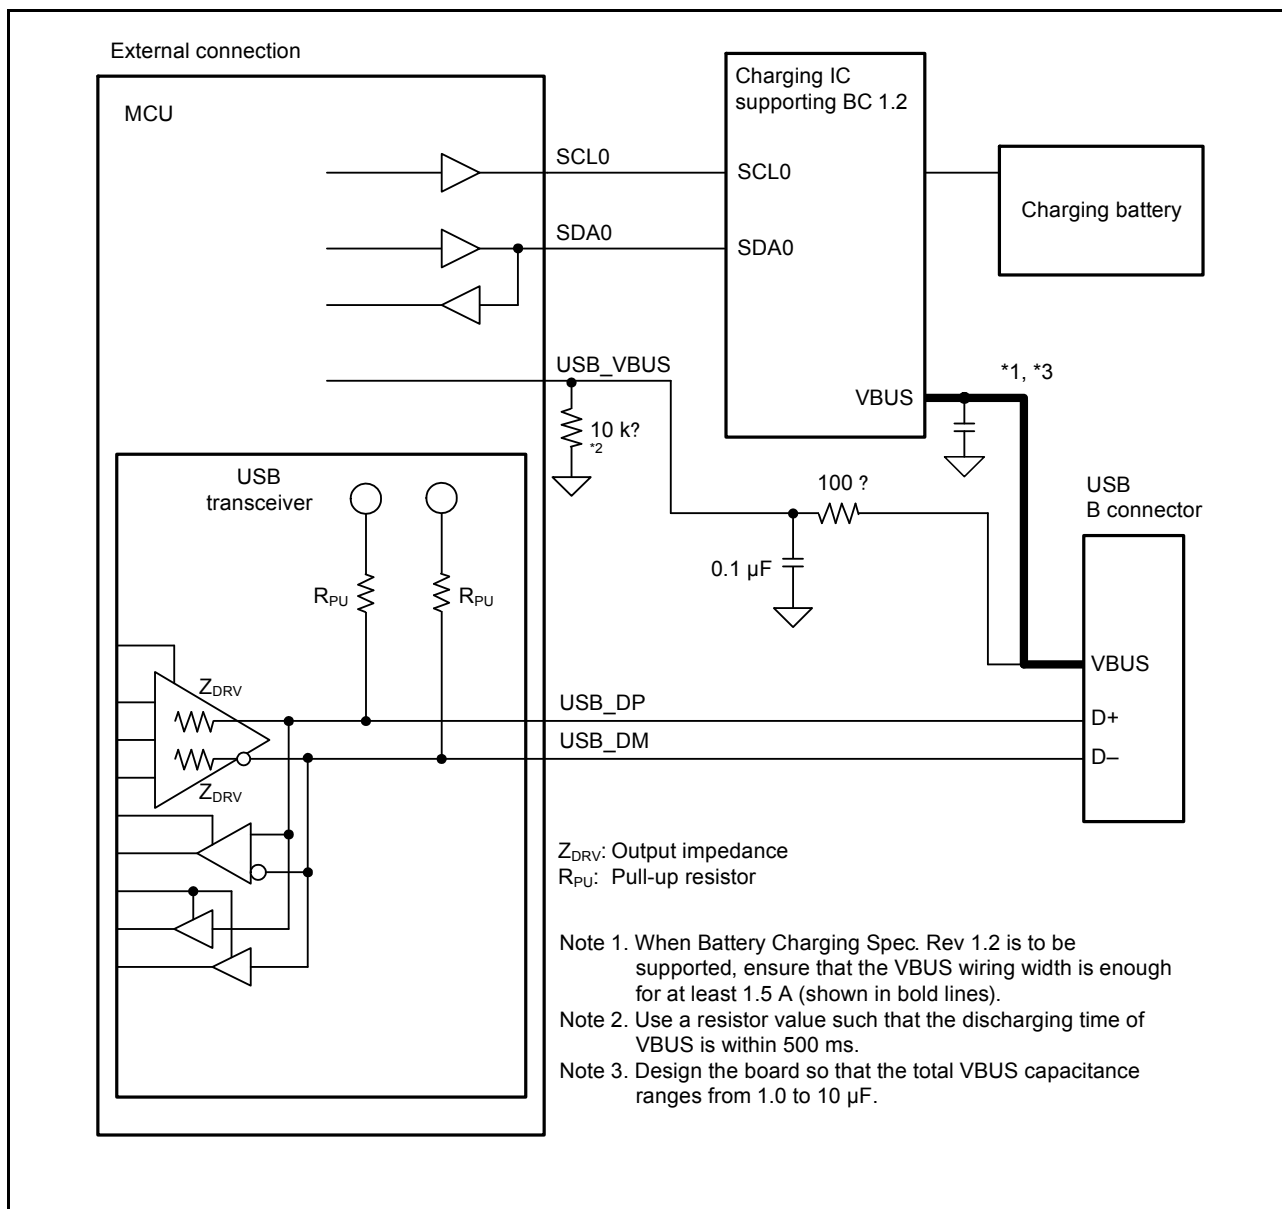 External connection
MCU
Charging IC
supporting BC 1.2
SCL0
SCL0
Charging battery
SDA0
SDA0
USB_VBUS
*1, *3
VBUS
10 k?
*2
USB
transceiver
100 ?
USB
B connector
0.1 µF
RPU
RPU
VBUS
ZDRV
USB_DP
D+
USB_DM
D–
ZDRV
ZDRV: Output impedance
RPU: Pull-up resistor
Note 1. When Battery Charging Spec. Rev 1.2 is to be
supported, ensure that the VBUS wiring width is enough
for at least 1.5 A (shown in bold lines).
Note 2. Use a resistor value such that the discharging time of
VBUS is within 500 ms.
Note 3. Design the board so that the total VBUS capacitance
ranges from 1.0 to 10 µF.